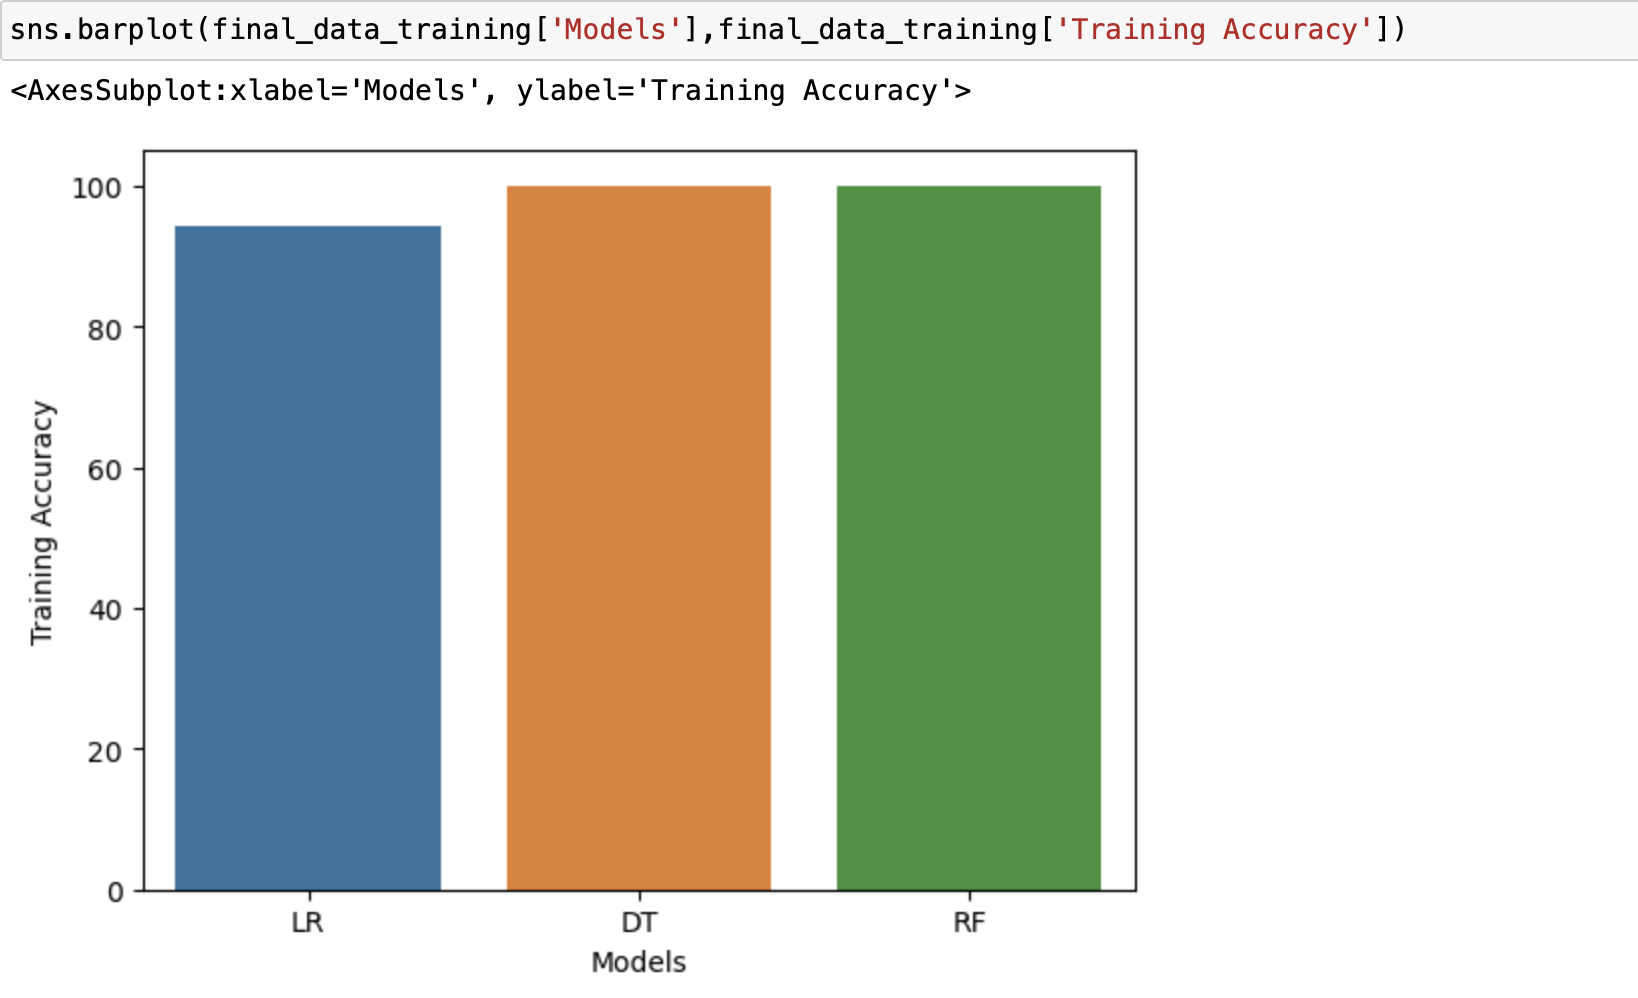 sns.barplot(final_data_training['Models'],final_data_training['Training Accuracy'])
<AxesSubplot:xlabel='Models', ylabel='Training Accuracy'>
100
80
60
40
20
0
Training Accuracy
LR DT RF
Models